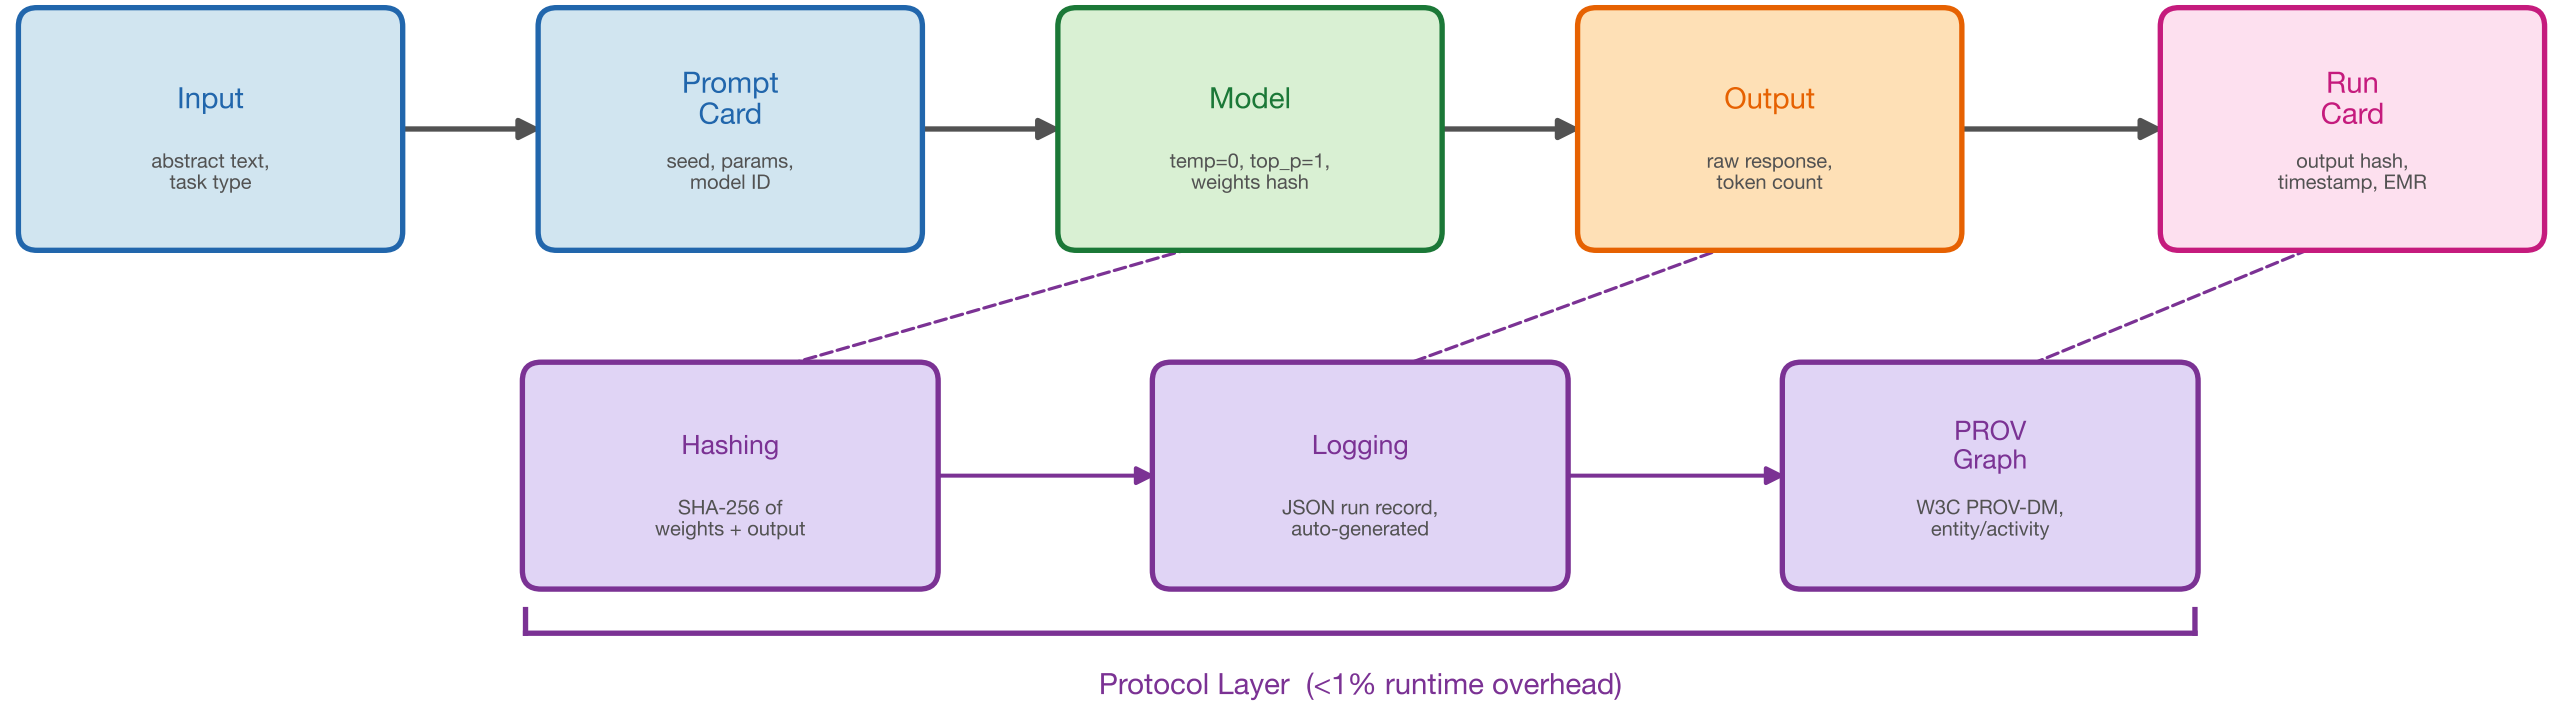 Input
abstract text,
task type
Prompt
Card
seed, params,
model ID
Model
temp=0, top_p=1,
weights hash
Output
raw response,
token count
Run
Card
output hash,
timestamp, EMR
Hashing
SHA-256 of
weights + output
Logging
JSON run record,
auto-generated
PROV
Graph
W3C PROV-DM,
entity/activity
Protocol Layer (<1% runtime overhead)